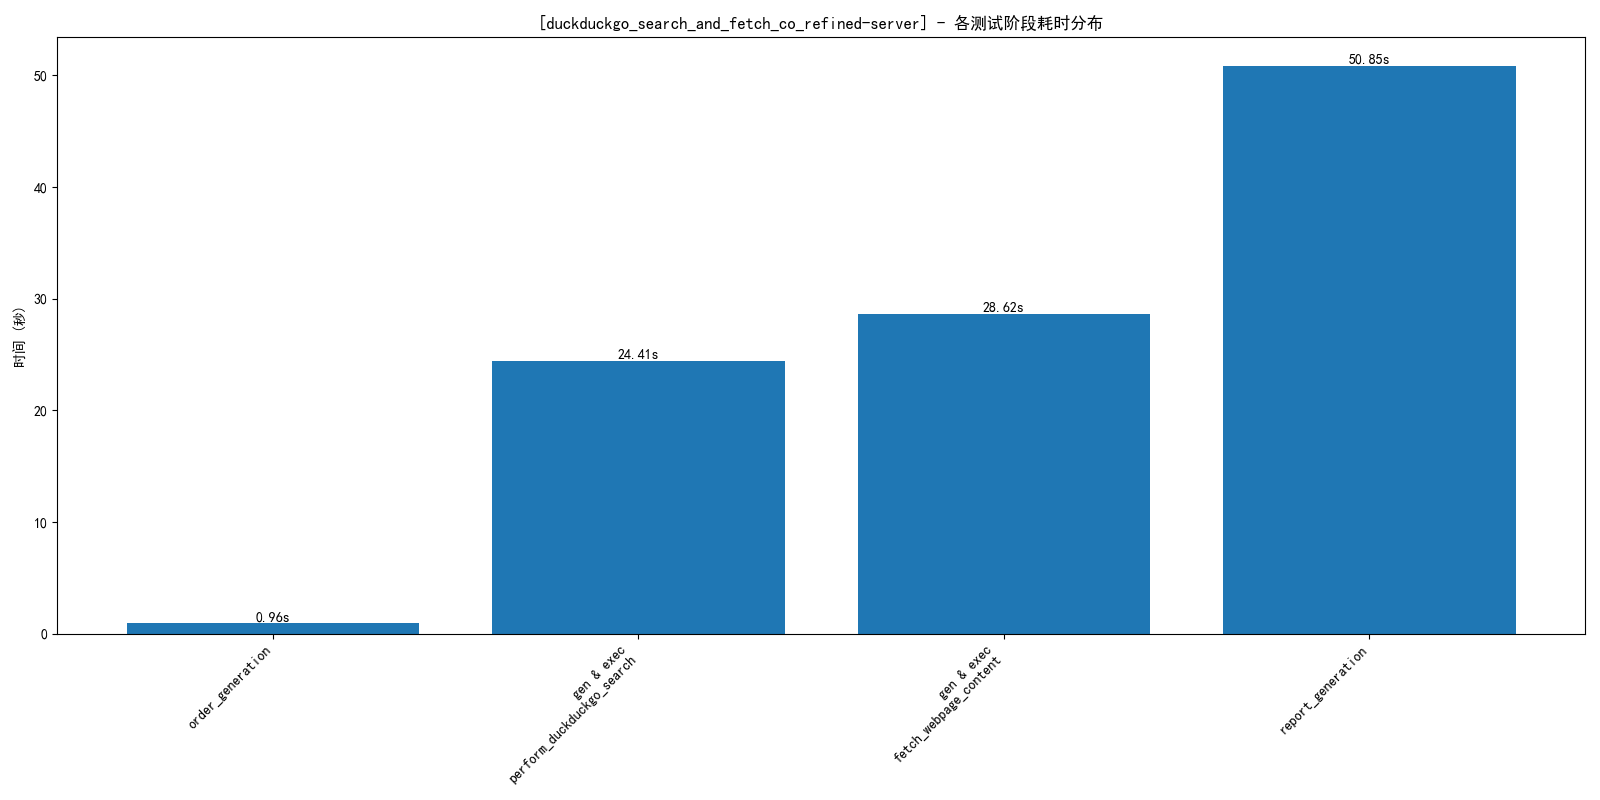 [duckduckgo_search_and_fetch_co_refined-server] - 各测试阶段耗时分布
时间 (秒)
50
40
30
20
10
0
0.96s
24.41s
28.62s
50.85s
order_generation
gen & exec
perform_duckduckgo_search
gen & exec
fetch_webpage_content
report_generation